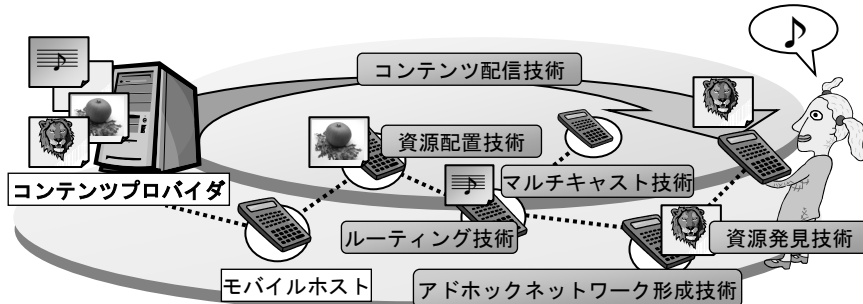 コンテンツ配信技術
資源配置技術
マルチキャスト技術
コンテンツプロバイダ
ルーティング技術
資源発見技術
モバイルホスト
アドホックネットワーク形成技術